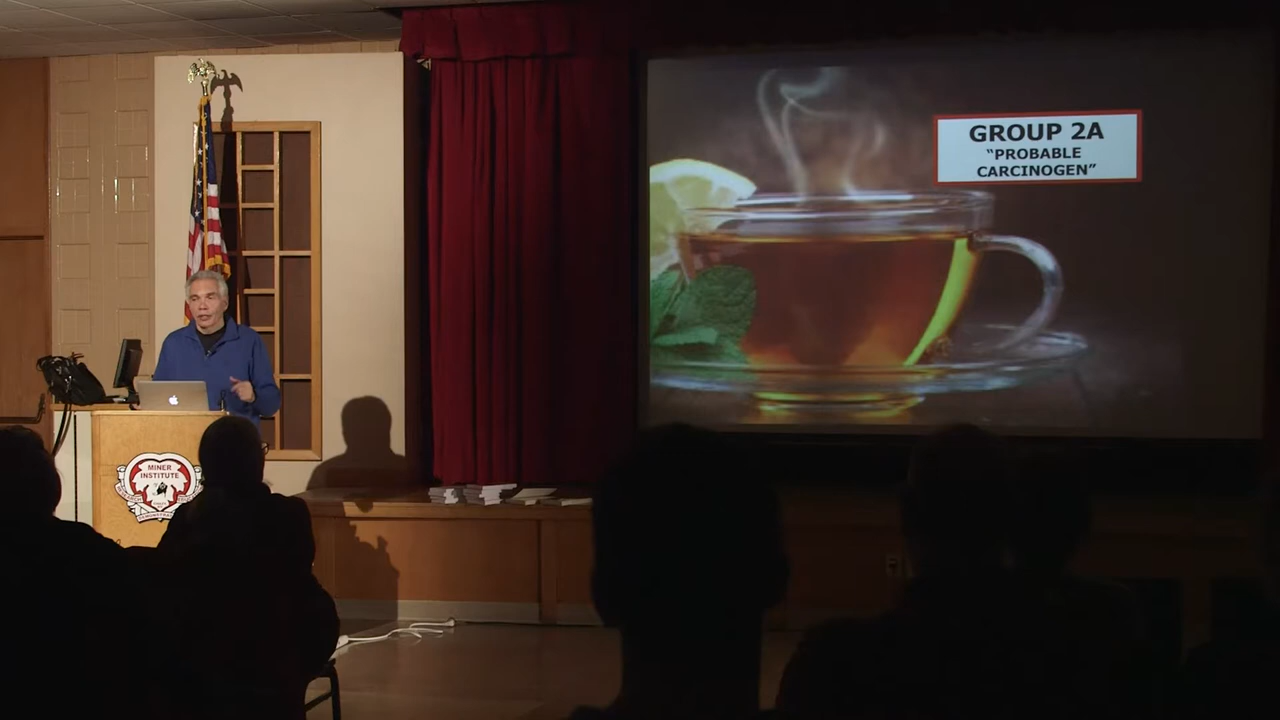 GROUP 2A
"PROBABLE
CARCINOGEN"
MINER
INSTITUTE